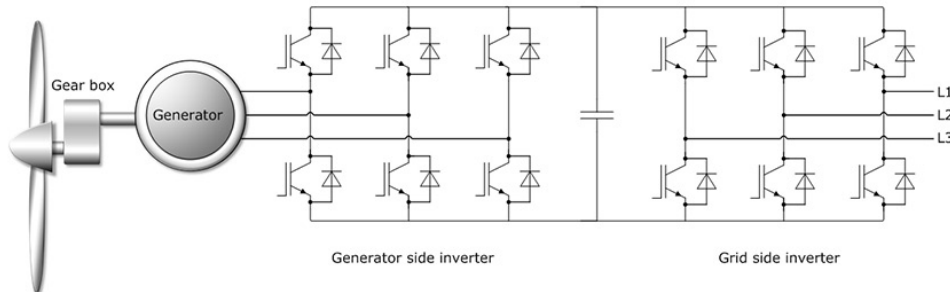 Gear box
Generator
L1
L2
L3
Generator side inverter
Grid side inverter